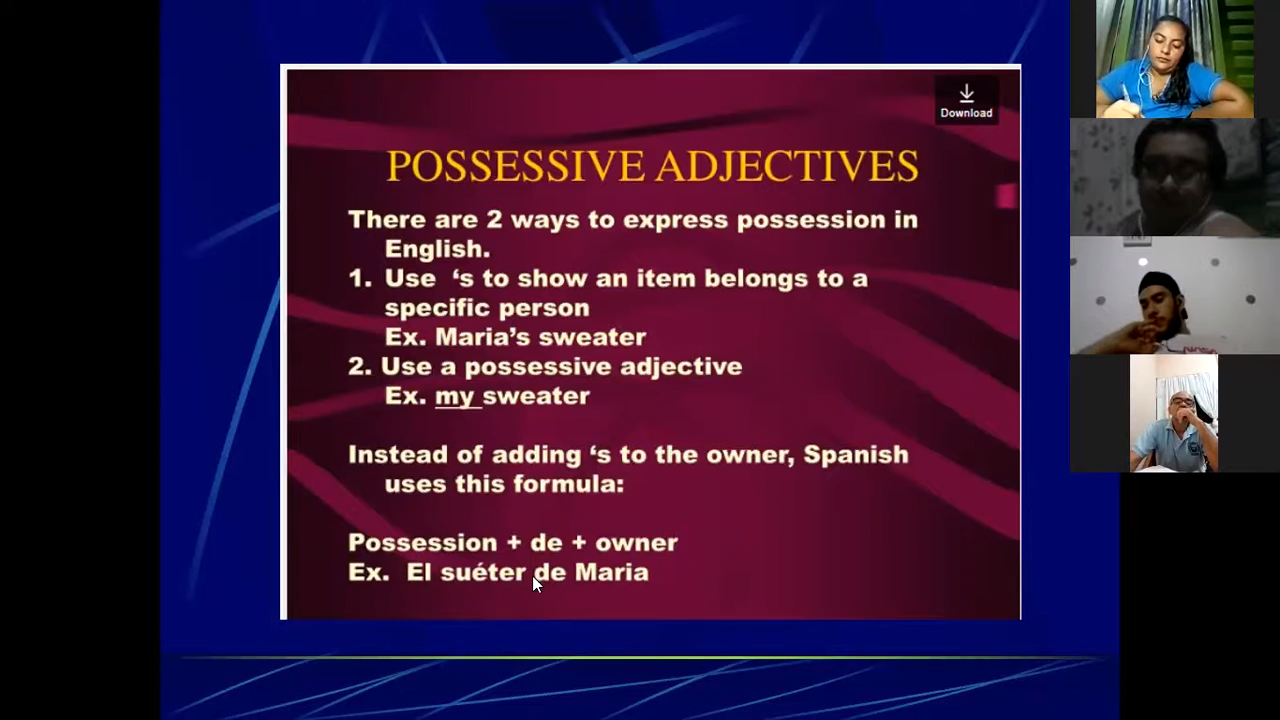 Download
POSSESSIVE ADJECTIVES
There are 2 ways to express possession in
English.
1. Use ‘s to show an item belongs to a
specific person
Ex. Maria’s sweater
2. Use a possessive adjective
Ex. my sweater
Instead of adding ‘s to the owner, Spanish
uses this formula:
Possession + de + owner
Ex. El suéter de Maria